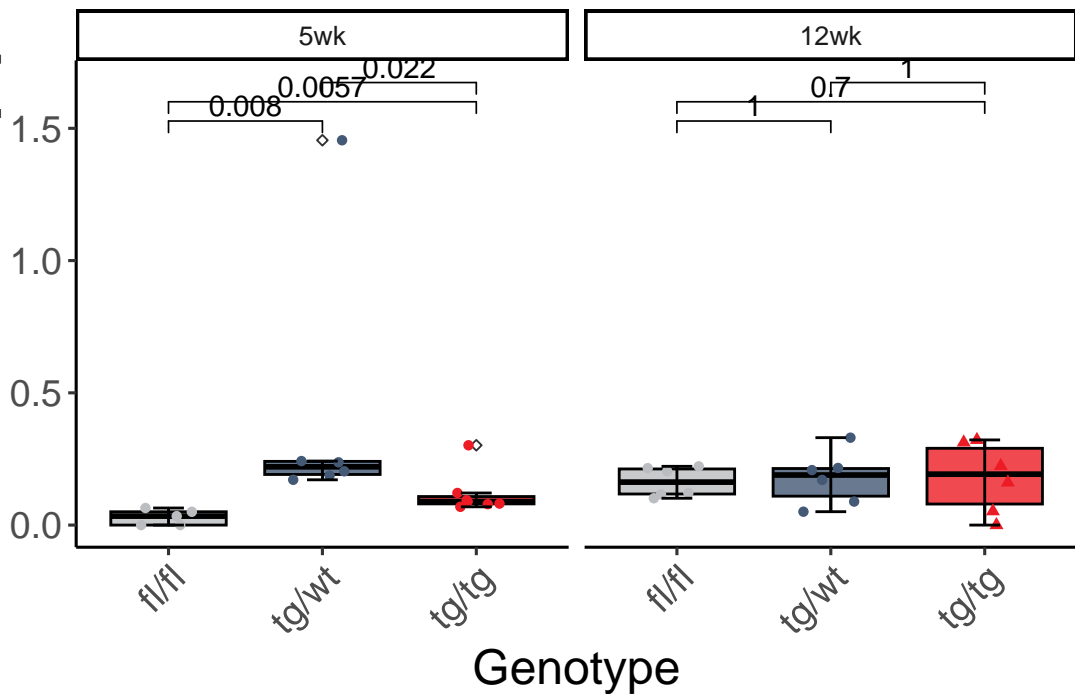 5wk
12wk
0.022
0.0057
0.008
1
0.7
1
1.5
1.0
0.5
0.0
fl/fl
tg/wt
tg/tg
fl/fl
tg/wt
tg/tg
Genotype